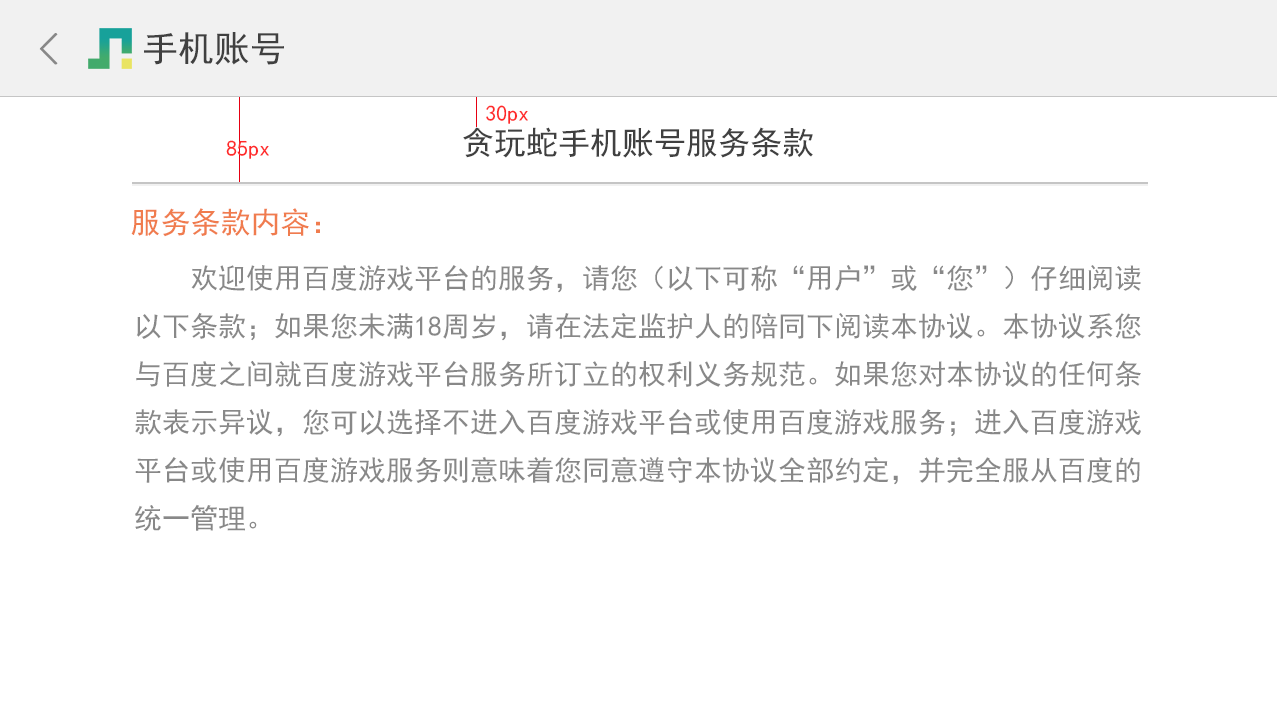 手机账号
30px
贪玩蛇手机账号服务条款
85px
服务条款内容：
欢迎使用百度游戏平台的服务，请您（以下可称“用户”或“您”）仔细阅读
以下条款；如果您未满18周岁，请在法定监护人的陪同下阅读本协议。本协议系您
与百度之间就百度游戏平台服务所订立的权利义务规范。如果您对本协议的任何条
款表示异议，您可以选择不进入百度游戏平台或使用百度游戏服务；进入百度游戏
平台或使用百度游戏服务则意味着您同意遵守本协议全部约定，并完全服从百度的
统一管理。